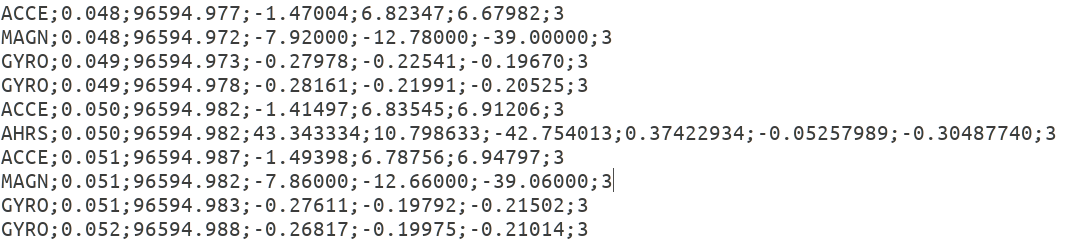 ACCE;0.048;96594.977;-1.47004;6.82347;6.67982;3
MAGN;0.048;96594.972;-7.92000;-12.78000;-39.00000;3
GYRO;0.049;96594.973;-0.27978;-0.22541;-0.19670;3
GYRO;0.049;96594.978;-0.28161;-0.21991;-0.20525;3
ACCE;0.050;96594.982;-1.41497;6.83545;6.91206;3
AHRS;0.050;96594.982;43.343334;10.798633;-42.754013;0.37422934;-0.05257989;-0.30487740;3
ACCE;0.051;96594.987;-1.49398;6.78756;6.94797;3
MAGN;0.051;96594.982;-7.86000;-12.66000;-39.06000;3
GYRO;0.051;96594.983;-0.27611;-0.19792;-0.21502;3
GYRO;0.052;96594.988;-0.26817;-0.19975;-0.21014;3